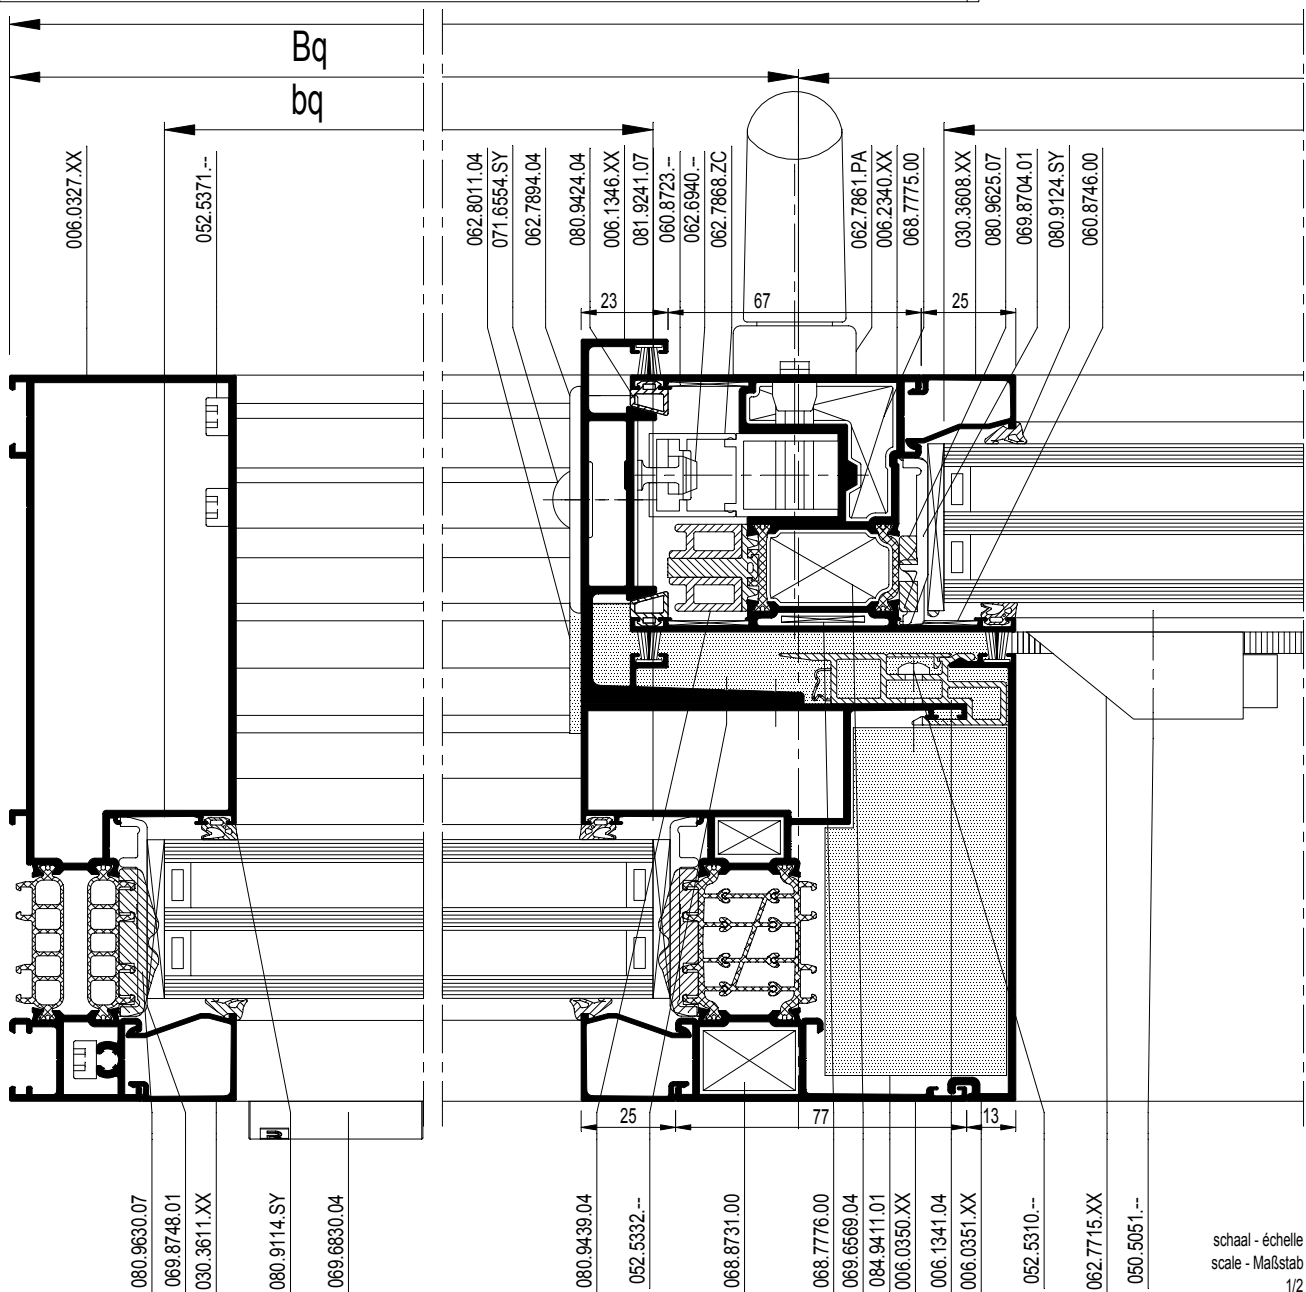 Bq
bq
006.0327.XX
052.5371.--
062.8011.04
071.6554.SY
062.7894.04
080.9424.04
006.1346.XX
081.9241.07
060.8723.--
062.6940.--
062.7868.ZC
062.7861.PA
006.2340.XX
068.7775.00
030.3608.XX
080.9625.07
069.8704.01
080.9124.SY
060.8746.00
23
67
25
25
77
13
080.9630.07
069.8748.01
030.3611.XX
080.9114.SY
069.6830.04
080.9439.04
052.5332.--
068.8731.00
068.7776.00
069.6569.04
084.9411.01
006.0350.XX
006.1341.04
006.0351.XX
052.5310.--
062.7715.XX
050.5051.--
schaal - échelle
scale - Maßstab
1/2